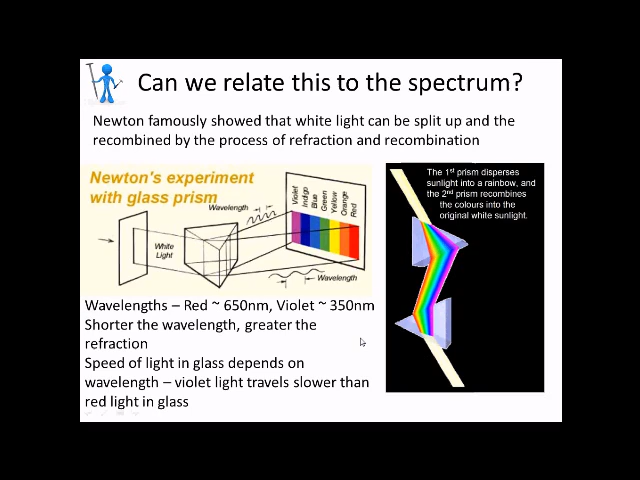 Can we relate this to the spectrum?
Newton famously showed that white light can be split up and the
recombined by the process of refraction and recombination
Newton's experiment
with glass prism
Wavelength
White
Light
Violet
Indigo
Blue
Green
Yellow
Orange
Red
Wavelength
The 1st prism disperses
sunlight into a rainbow, and
the 2nd prism recombines
the colours into the
original white sunlight.
Wavelengths – Red ~ 650nm, Violet ~ 350nm
Shorter the wavelength, greater the
refraction
Speed of light in glass depends on
wavelength – violet light travels slower than
red light in glass